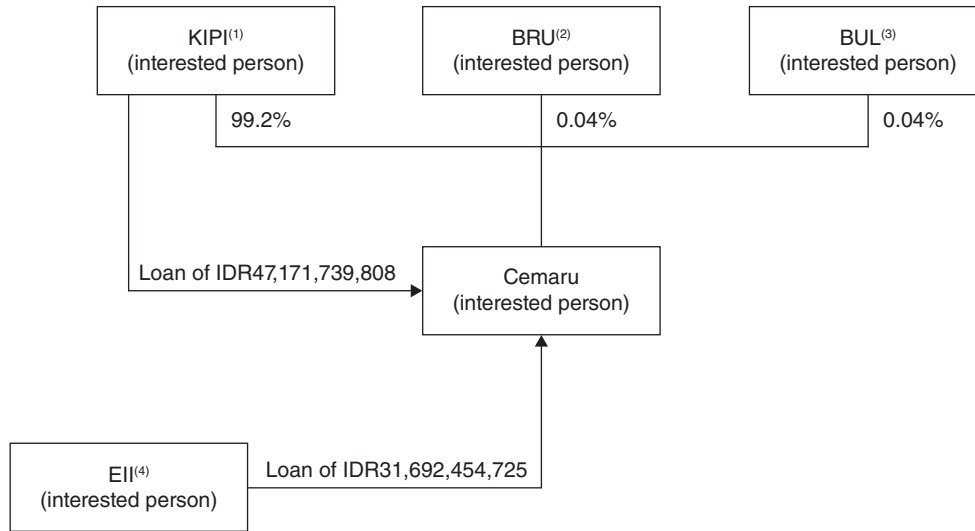 KIPI(1)
(interested person)
BRU(2)
(interested person)
BUL(3)
(interested person)
99.2%
0.04%
0.04%
Loan of IDR47,171,739,808
Cemaru
(interested person)
EII(4)
(interested person)
Loan of IDR31,692,454,725